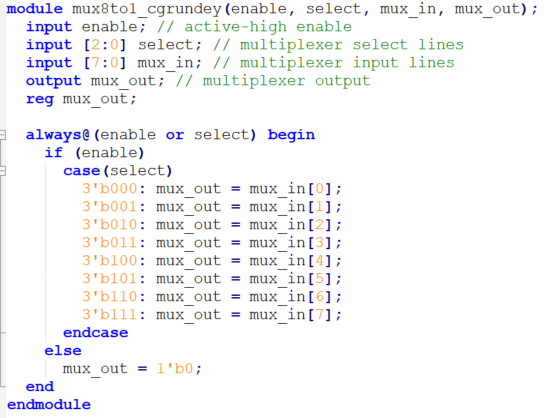 module mux8to1_cgrundey(enable, select, mux_in, mux_out);
input enable; // active-high enable
input [2:0] select; // multiplexer select lines
input [7:0] mux_in; // multiplexer input lines
output mux_out; // multiplexer output
reg mux_out;
always@(enable or select) begin
if (enable)
case(select)
3'b000: mux_out = mux_in[0];
3'b001: mux_out = mux_in[1];
3'b010: mux_out = mux_in[2];
3'b011: mux_out = mux_in[3];
3'b100: mux_out = mux_in[4];
3'b101: mux_out = mux_in[5];
3'b110: mux_out = mux_in[6];
3'b111: mux_out = mux_in[7];
endcase
else
mux_out = 1'b0;
end
endmodule